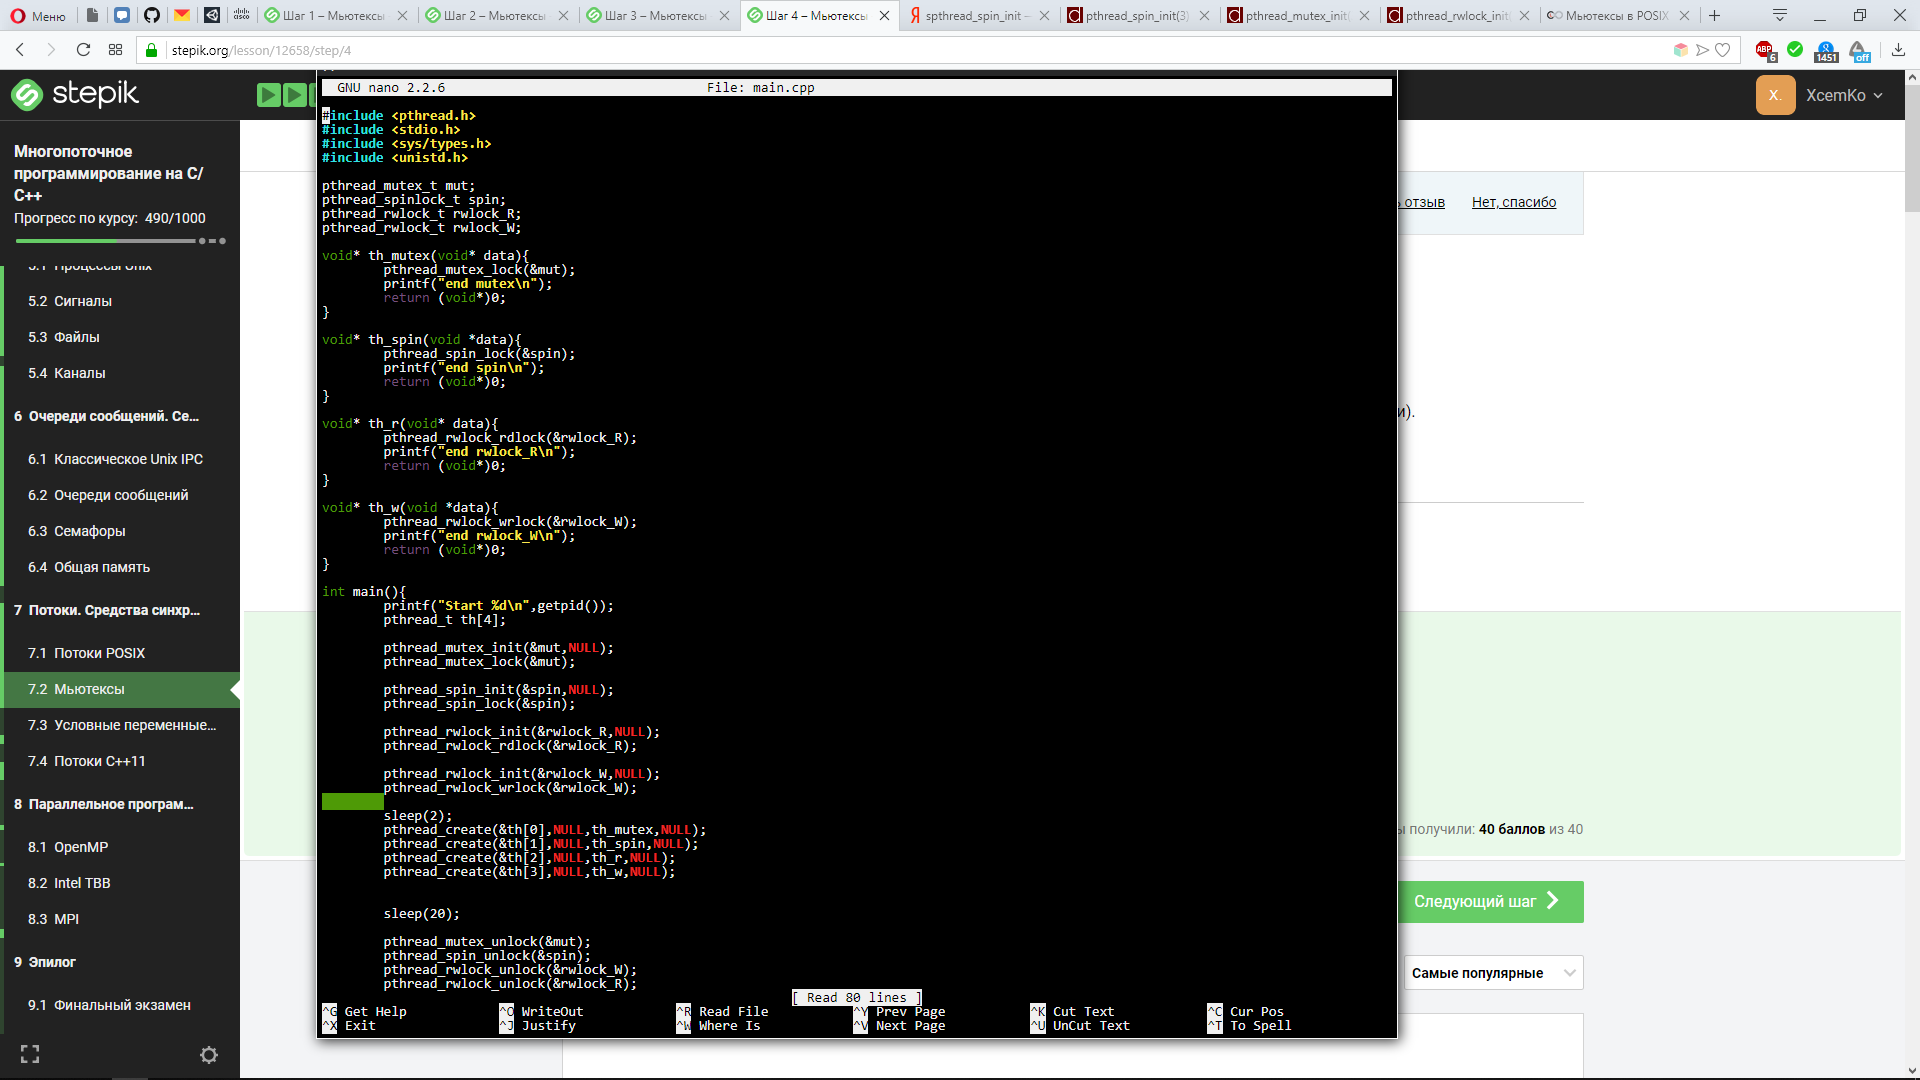 Меню
Шаг 1 – Мьютексы
Шаг 2 – Мьютексы
Шаг 3 – Мьютексы
Шаг 4 – Мьютексы
spthread_spin_init –
pthread_spin_init(3)
pthread_mutex_init
pthread_rwlock_init
Мьютексы в POSIX
stepik.org/lesson/12658/step/4
ABP
6
1451
off
stepik
X.
XcemKo
Многопоточное
программирование на C/
C++
Прогресс по курсу: 490/1000
5.1 Процессы Unix
5.2 Сигналы
5.3 Файлы
5.4 Каналы
6 Очереди сообщений. Се...
6.1 Классическое Unix IPC
6.2 Очереди сообщений
6.3 Семафоры
6.4 Общая память
7 Потоки. Средства синхр...
7.1 Потоки POSIX
7.2 Мьютексы
7.3 Условные переменные...
7.4 Потоки C++11
8 Параллельное програм...
8.1 OpenMP
8.2 Intel TBB
8.3 MPI
9 Эпилог
9.1 Финальный экзамен
GNU nano 2.2.6 File: main.cpp
#include <pthread.h>
#include <stdio.h>
#include <sys/types.h>
#include <unistd.h>
pthread_mutex_t mut;
pthread_spinlock_t spin;
pthread_rwlock_t rwlock_R;
pthread_rwlock_t rwlock_W;
void* th_mutex(void* data){
pthread_mutex_lock(&mut);
printf("end mutex\n");
return (void*)0;
}
void* th_spin(void *data){
pthread_spin_lock(&spin);
printf("end spin\n");
return (void*)0;
}
void* th_r(void* data){
pthread_rwlock_rdlock(&rwlock_R);
printf("end rwlock_R\n");
return (void*)0;
}
void* th_w(void *data){
pthread_rwlock_wrlock(&rwlock_W);
printf("end rwlock_W\n");
return (void*)0;
}
int main(){
printf("Start %d\n",getpid());
pthread_t th[4];
pthread_mutex_init(&mut,NULL);
pthread_mutex_lock(&mut);
pthread_spin_init(&spin,NULL);
pthread_spin_lock(&spin);
pthread_rwlock_init(&rwlock_R,NULL);
pthread_rwlock_rdlock(&rwlock_R);
pthread_rwlock_init(&rwlock_W,NULL);
pthread_rwlock_wrlock(&rwlock_W);
sleep(2);
pthread_create(&th[0],NULL,th_mutex,NULL);
pthread_create(&th[1],NULL,th_spin,NULL);
pthread_create(&th[2],NULL,th_r,NULL);
pthread_create(&th[3],NULL,th_w,NULL);
sleep(20);
pthread_mutex_unlock(&mut);
pthread_spin_unlock(&spin);
pthread_rwlock_unlock(&rwlock_W);
pthread_rwlock_unlock(&rwlock_R);
[ Read 80 lines ]
^G Get Help ^O WriteOut ^R Read File ^Y Prev Page ^K Cut Text ^C Cur Pos
^X Exit ^J Justify ^W Where Is ^V Next Page ^U UnCut Text ^T To Spell
отзыв Нет, спасибо
и).
ы получили: 40 баллов из 40
Следующий шаг
Самые популярные